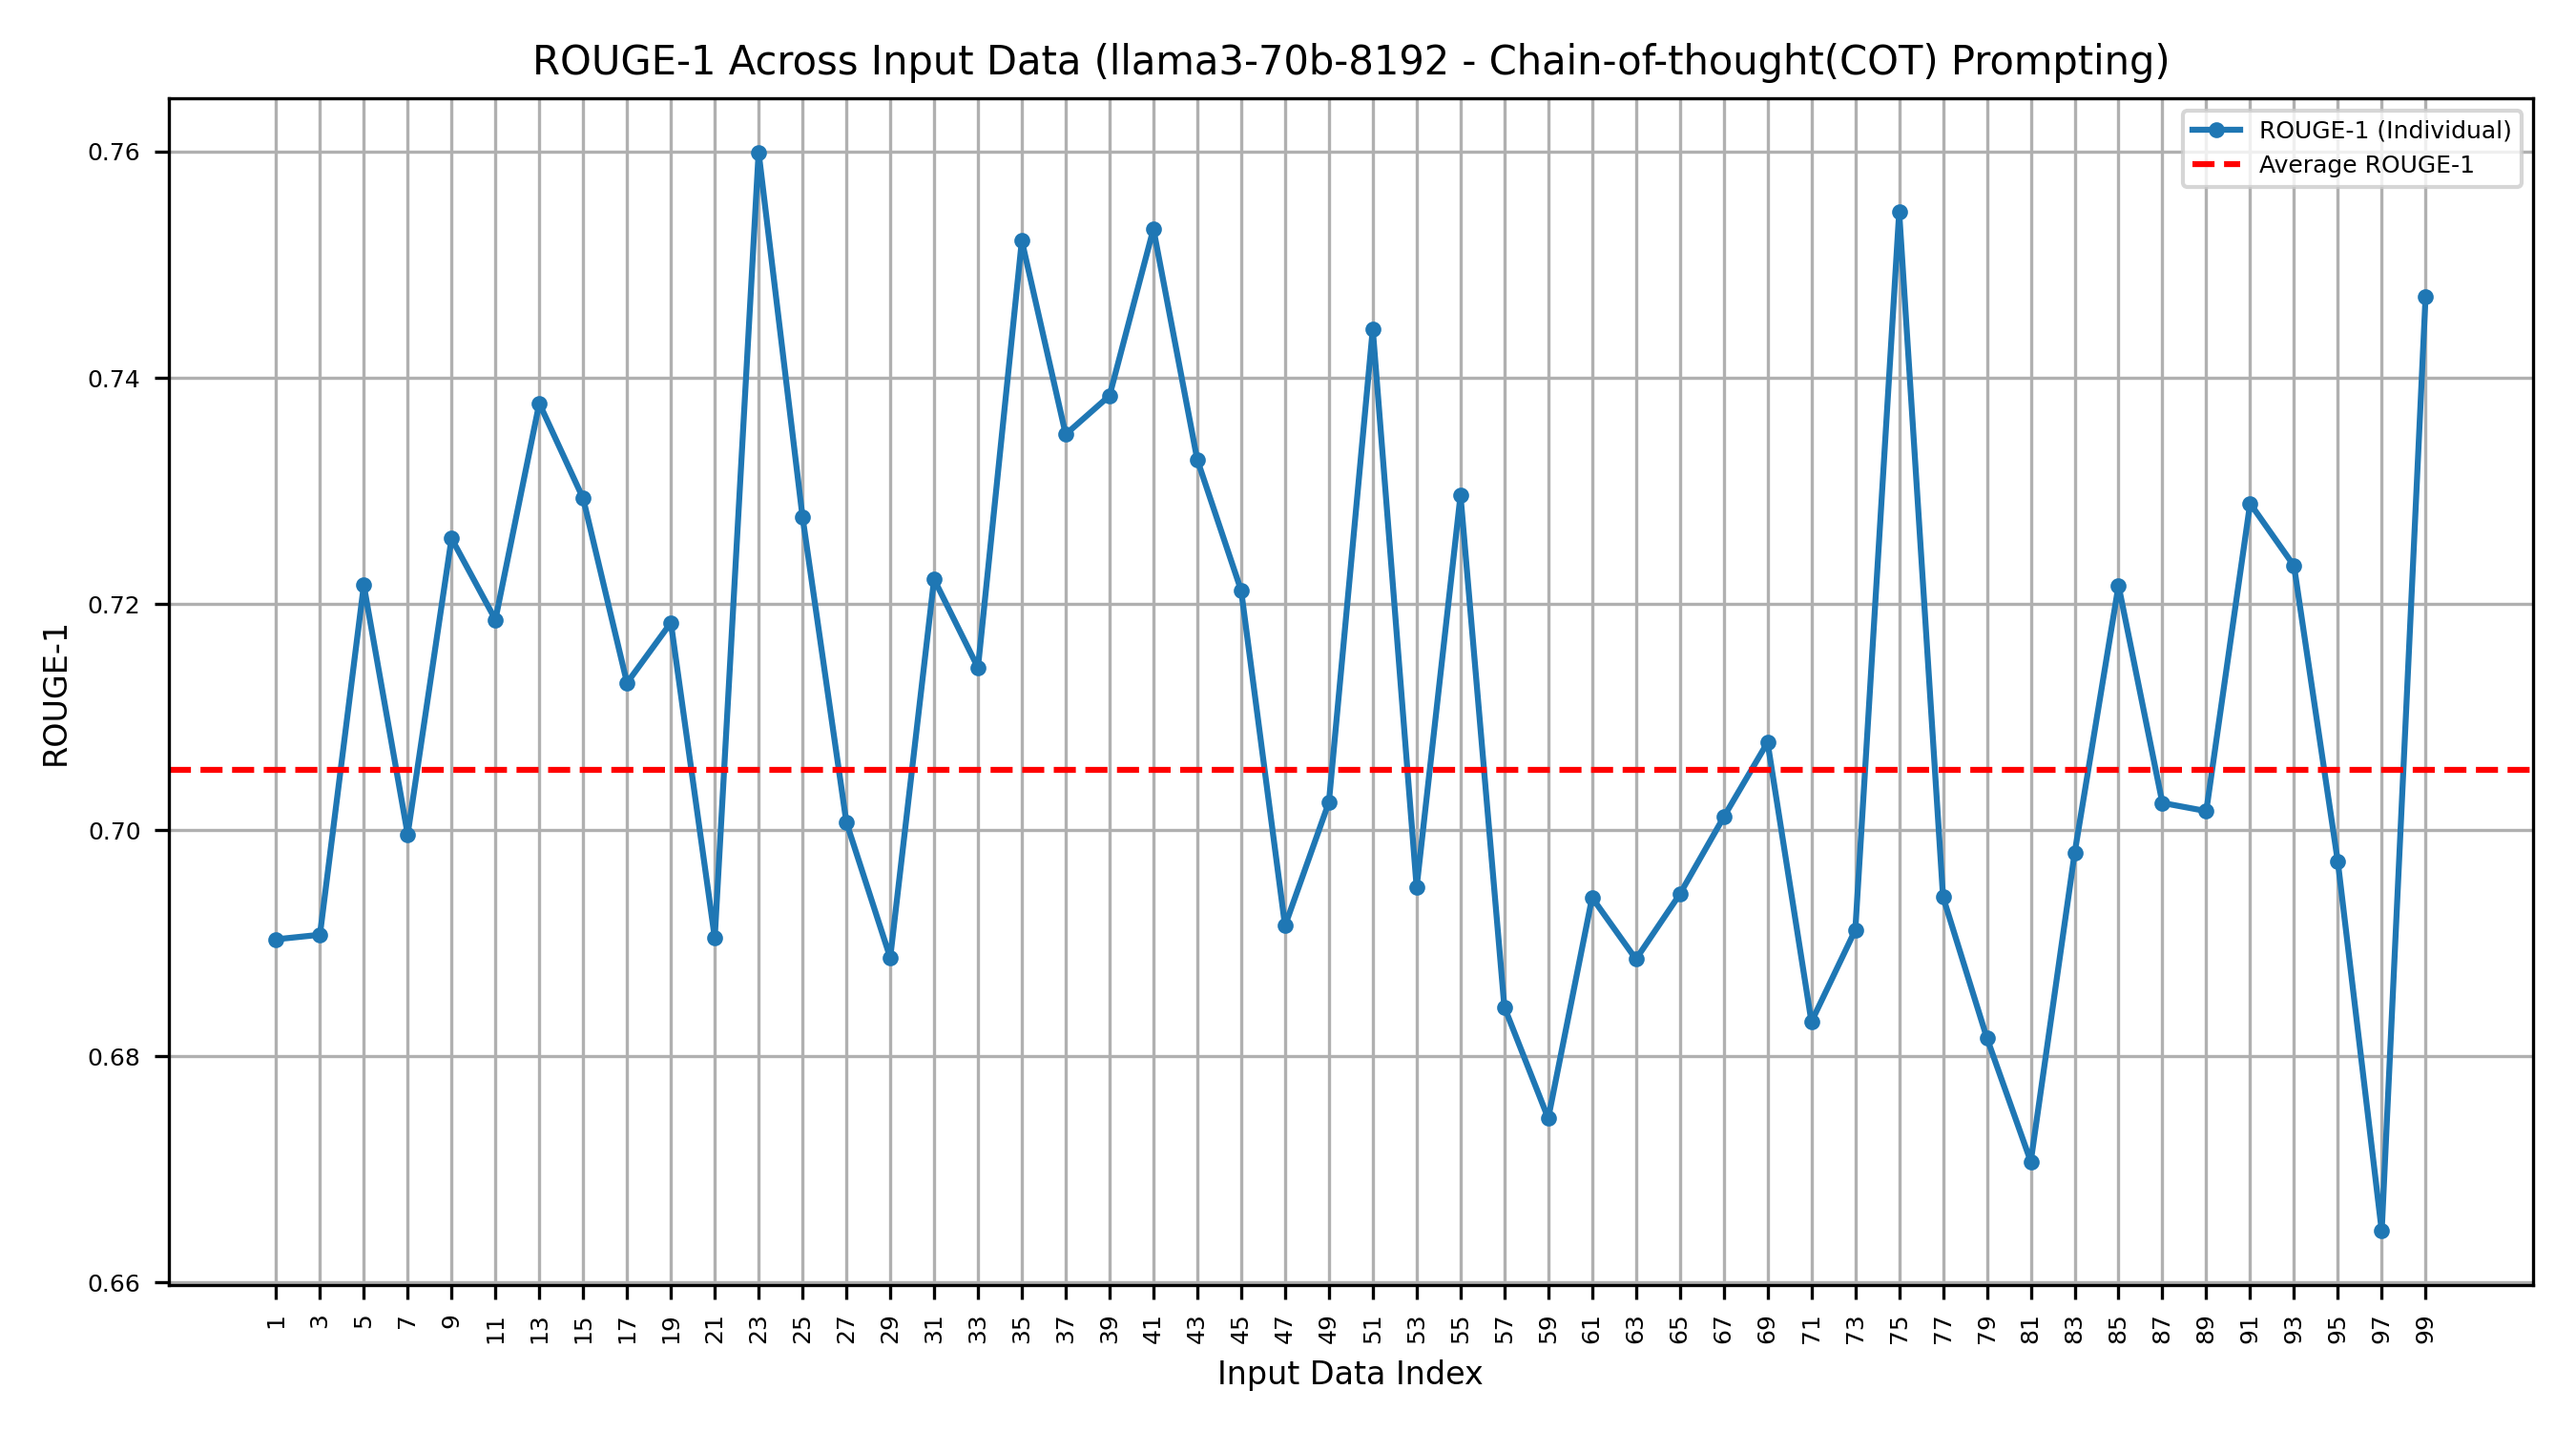 ROUGE-1 Across Input Data (llama3-70b-8192 - Chain-of-thought(COT) Prompting)
ROUGE-1 (Individual)
Average ROUGE-1
0.76
0.74
0.72
0.70
0.68
0.66
ROUGE-1
1 3 5 7 9 11 13 15 17 19 21 23 25 27 29 31 33 35 37 39 41 43 45 47 49 51 53 55 57 59 61 63 65 67 69 71 73 75 77 79 81 83 85 87 89 91 93 95 97 99
Input Data Index